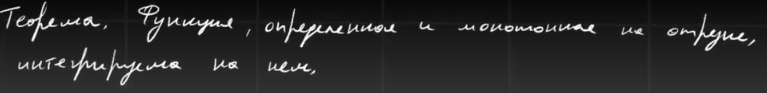 Теорема. Функция, определенная и монотонная на отрезке,
интегрируема на нем.